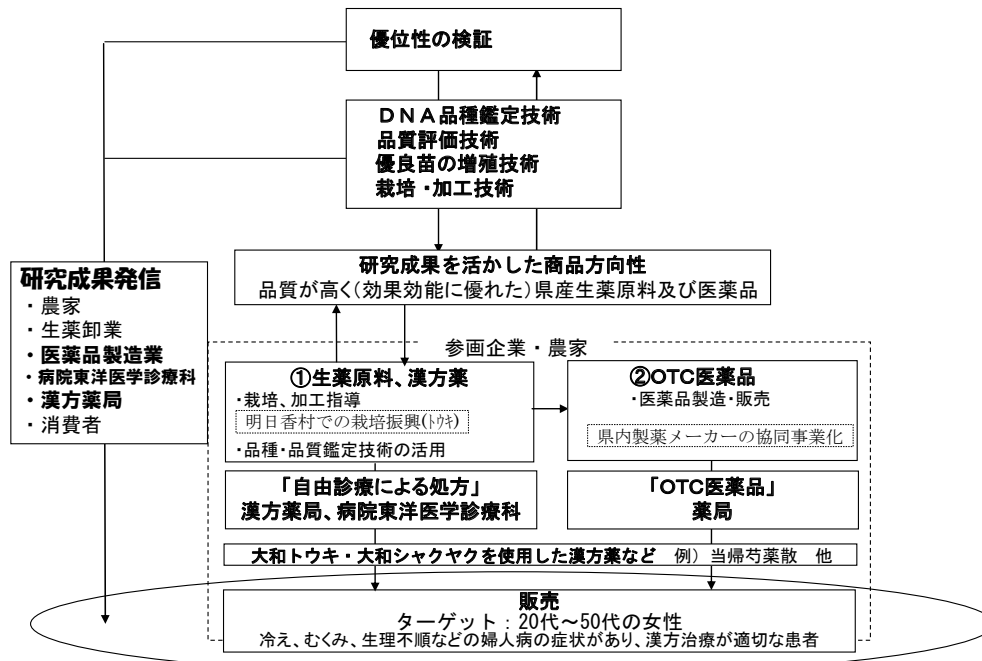 優位性の検証
DNA品種鑑定技術
品質評価技術
優良苗の増殖技術
栽培・加工技術
研究成果を活かした商品方向性
品質が高く(効果効能に優れた)県産生薬原料及び医薬品
研究成果発信
・農家
・生薬卸業
・医薬品製造業
・病院東洋医学診療科
・漢方薬局
・消費者
参画企業・農家
①生薬原料、漢方薬
・栽培、加工指導
明日香村での栽培振興(トウキ)
・品種・品質鑑定技術の活用
②OTC医薬品
・医薬品製造・販売
県内製薬メーカーの協同事業化
「自由診療による処方」
漢方薬局、病院東洋医学診療科
「OTC医薬品」
薬局
大和トウキ・大和シャクヤクを使用した漢方薬など 例)当帰芍薬散 他
販売
ターゲット:20代～50代の女性
冷え、むくみ、生理不順などの婦人病の症状があり、漢方治療が適切な患者